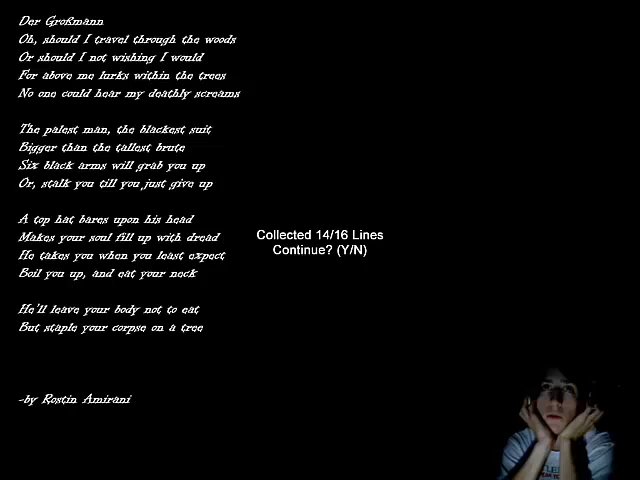 Der Großmann
Oh, should I travel through the woods
Or should I not wishing I would
For above me lurks within the trees
No one could hear my deathly screams
The palest man, the blackest suit
Bigger than the tallest brute
Six black arms will grab you up
Or, stalk you till you just give up
A top hat bares upon his head
Makes your soul fill up with dread
He takes you when you least expect
Boil you up, and eat your neck
He'll leave your body not to eat
But staple your corpse on a tree
-by Rostin Amirani
Collected 14/16 Lines
Continue? (Y/N)